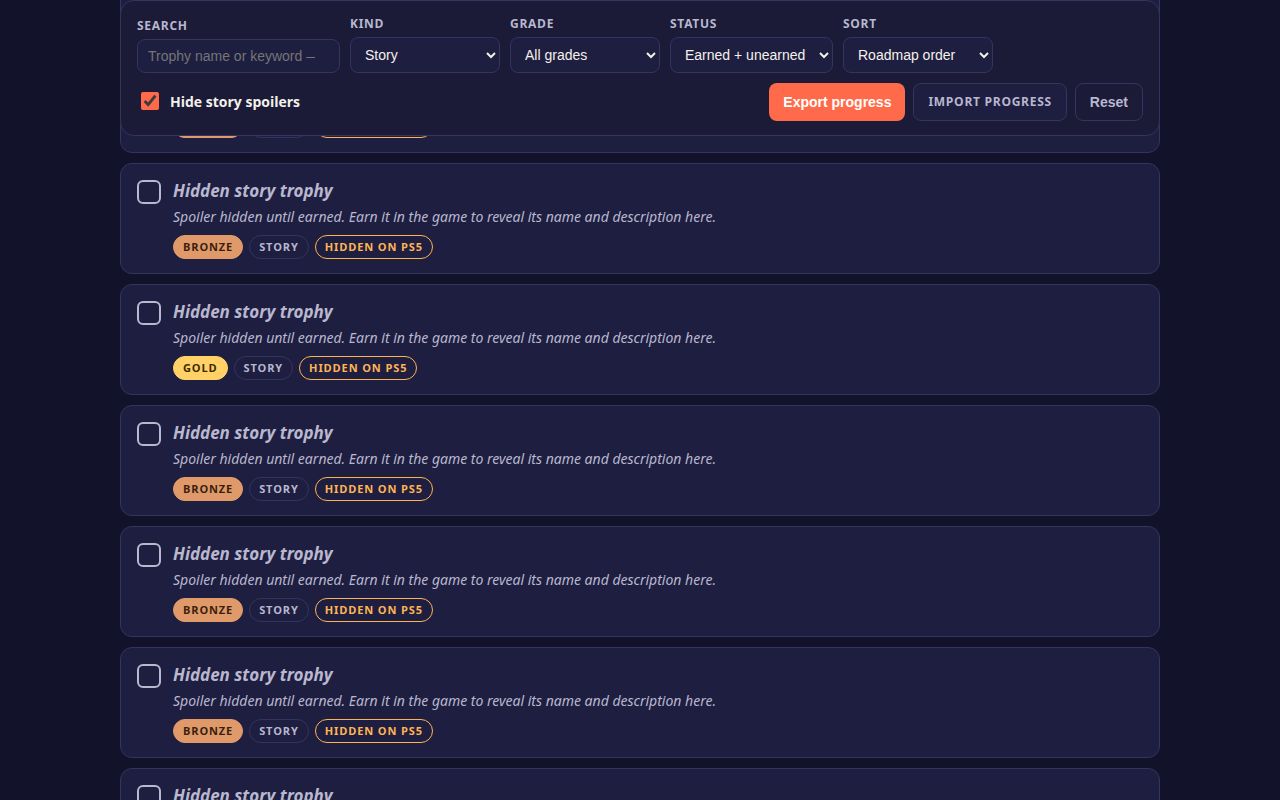 SEARCH KIND GRADE STATUS SORT
Trophy name or keyword – Story All grades Earned + unearned Roadmap order
Hide story spoilers Export progress IMPORT PROGRESS Reset
Hidden story trophy
Spoiler hidden until earned. Earn it in the game to reveal its name and description here.
BRONZE STORY HIDDEN ON PS5
Hidden story trophy
Spoiler hidden until earned. Earn it in the game to reveal its name and description here.
GOLD STORY HIDDEN ON PS5
Hidden story trophy
Spoiler hidden until earned. Earn it in the game to reveal its name and description here.
BRONZE STORY HIDDEN ON PS5
Hidden story trophy
Spoiler hidden until earned. Earn it in the game to reveal its name and description here.
BRONZE STORY HIDDEN ON PS5
Hidden story trophy
Spoiler hidden until earned. Earn it in the game to reveal its name and description here.
BRONZE STORY HIDDEN ON PS5
Hidden story trophy